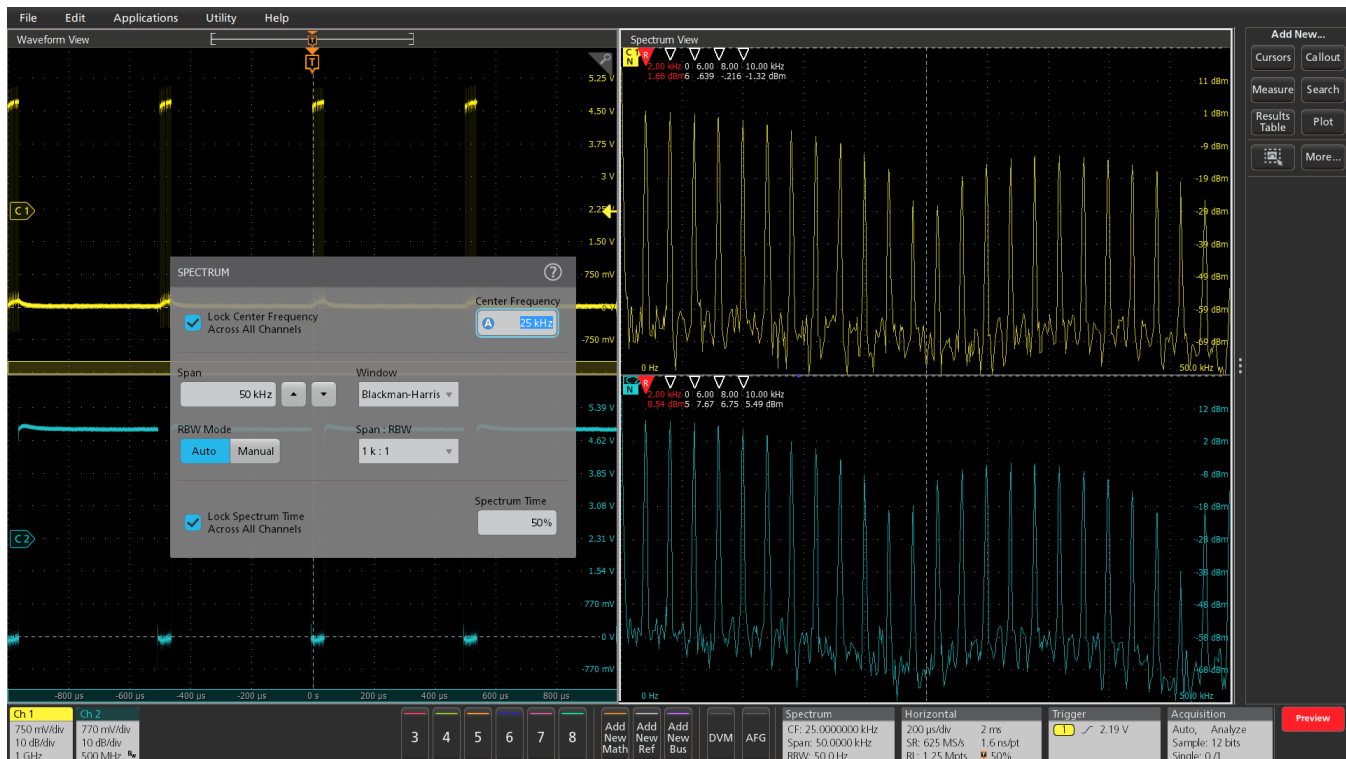 File Edit Applications Utility Help
Waveform View
T
T
5.25 V
4.50 V
3.75 V
3 V
C 1
1.50 V
750 mV
-750 mV
5.39 V
4.62 V
3.85 V
3.08 V
C 2
2.31 V
1.54 V
770 mV
0 V
-770 mV
-800 µs -600 µs -400 µs -200 µs 0 s 200 µs 400 µs 600 µs 800 µs
SPECTRUM
?
Lock Center Frequency
Across All Channels
Center Frequency
A 25 kHz
Span
50 kHz
Window
Blackman-Harris
RBW Mode
Auto Manual
Span : RBW
1 k : 1
Lock Spectrum Time
Across All Channels
Spectrum Time
50%
Spectrum View
N R
2.00 kHz 0 6.00 8.00 10.00 kHz
1.66 dBm 6 .639 -.216 -1.32 dBm
11 dBm
1 dBm
-9 dBm
-19 dBm
-29 dBm
-39 dBm
-49 dBm
-59 dBm
-69 dBm
0 Hz 50.0 kHz
N R
2.00 kHz 0 6.00 8.00 10.00 kHz
8.54 dBm 5 7.67 6.75 5.49 dBm
12 dBm
2 dBm
-8 dBm
-18 dBm
-28 dBm
-38 dBm
-48 dBm
-58 dBm
-68 dBm
0 Hz 50.0 kHz
Add New...
Cursors Callout
Measure Search
Results
Table
Plot
More...
Ch 1
750 mV/div
10 dB/div
1 GHz
Ch 2
770 mV/div
10 dB/div
500 MHz
3 4 5 6 7 8
Add
New
Math
Add
New
Ref
Add
New
Bus
DVM AFG
Spectrum
CF: 25.0000000 kHz
Span: 50.0000 kHz
RBW: 50.0 Hz
Horizontal
200 µs/div 2 ms
SR: 625 MS/s 1.6 ns/pt
RL: 1.25 Mpts 50%
Trigger
1 2.19 V
Acquisition
Auto, Analyze
Sample: 12 bits
Single: 0 /1
Preview